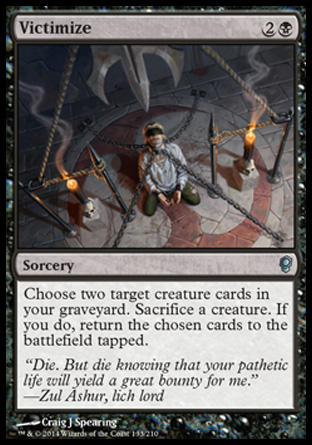 Victimize 2
Sorcery
Choose two target creature cards in
your graveyard. Sacrifice a creature. If
you do, return the chosen cards to the
battlefield tapped.
“Die. But die knowing that your pathetic
life will yield a great bounty for me.”
—Zul Ashur, lich lord
Craig J Spearing
™ & © 2014 Wizards of the Coast 133/210